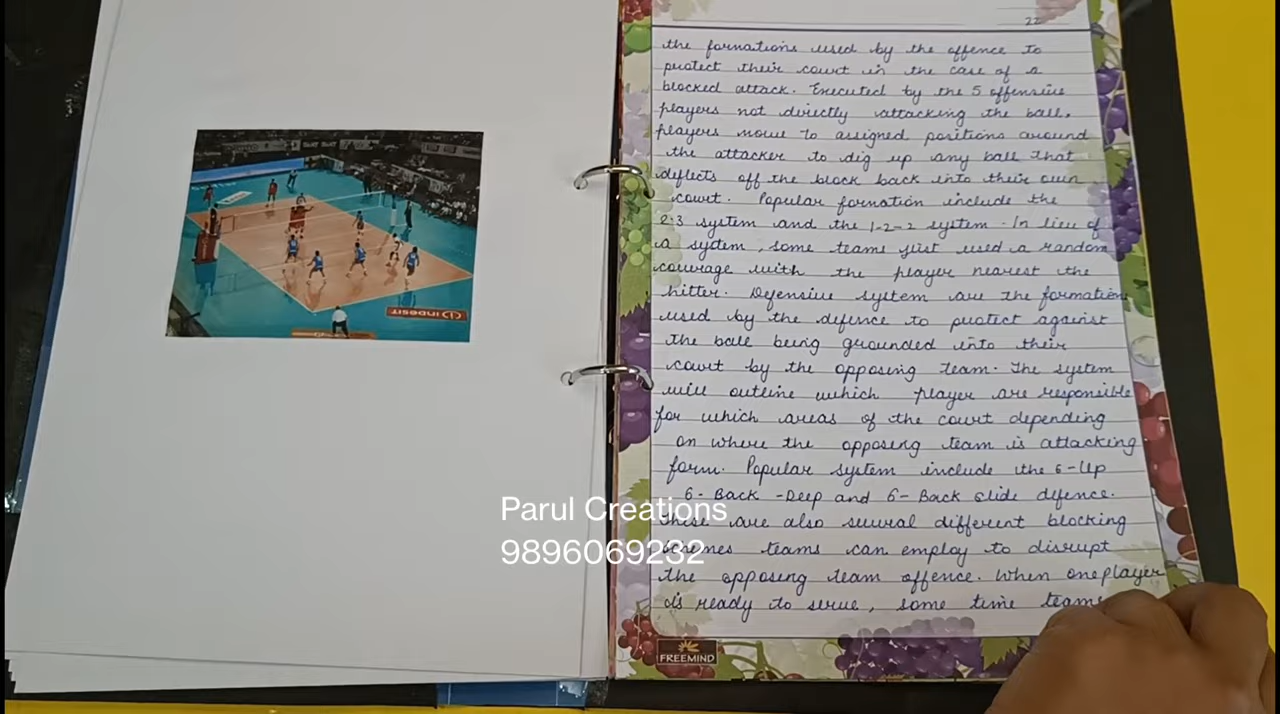 22
the formations used by the offence to
protect their court in the case of a
blocked attack. Executed by the 5 offensive
players not directly attacking the ball,
players move to assigned positions around
the attacker to dig up any ball that
deflects off the block back into their own
court. Popular formation include the
2:3 system and the 1-2-2 system. In lieu of
a system, some teams just used a random
courage with the player nearest the
hitter. Defensive system are the formations
used by the defence to protect against
the ball being grounded into their
court by the opposing team. The system
will outline which player are responsible
for which areas of the court depending
on where the opposing team is attacking
form. Popular system include the 6-Up
6-Back-Deep and 6-Back slide defence.
These are also several different blocking
schemes teams can employ to disrupt
the opposing team offence. When one player
is ready to serve, some time teams
FREEMIND
INDESIT
Parul Creations
9896069232